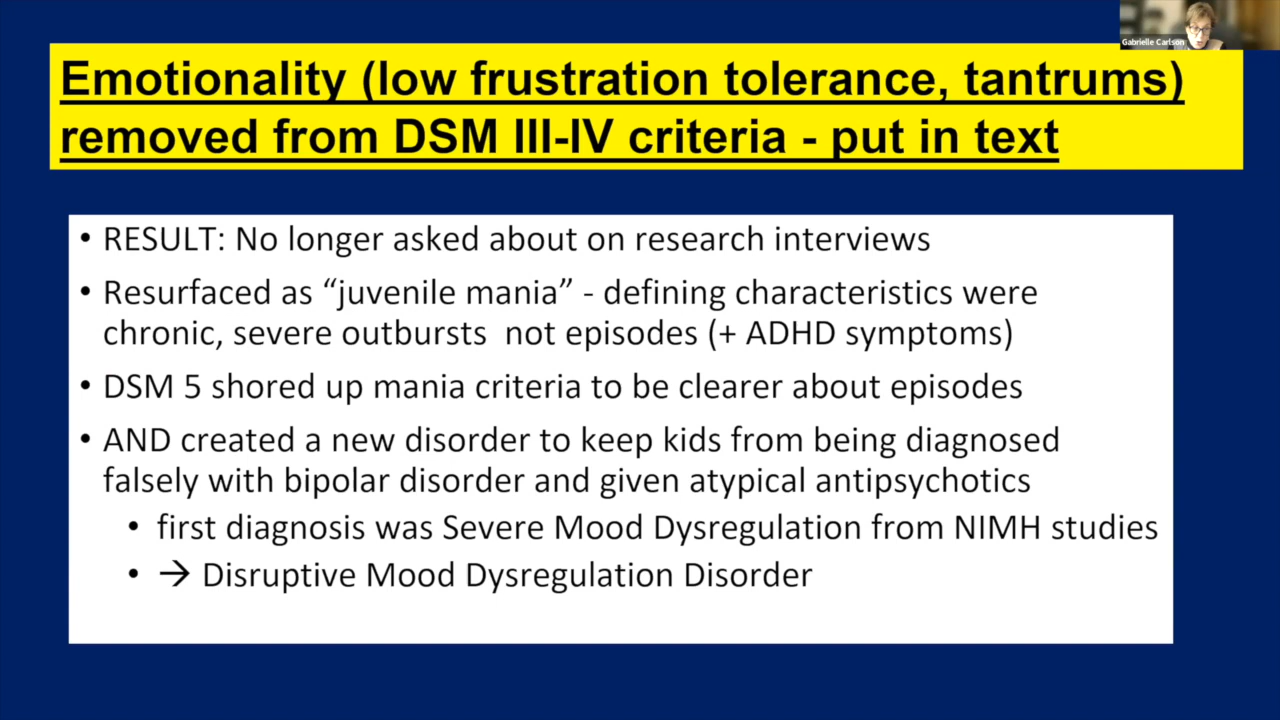 Gabrielle Carlson
Emotionality (low frustration tolerance, tantrums)
removed from DSM III-IV criteria - put in text
• RESULT: No longer asked about on research interviews
• Resurfaced as “juvenile mania” - defining characteristics were
chronic, severe outbursts not episodes (+ ADHD symptoms)
• DSM 5 shored up mania criteria to be clearer about episodes
• AND created a new disorder to keep kids from being diagnosed
falsely with bipolar disorder and given atypical antipsychotics
• first diagnosis was Severe Mood Dysregulation from NIMH studies
• → Disruptive Mood Dysregulation Disorder